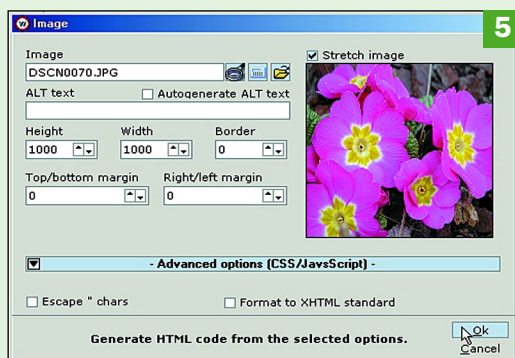 Image
5
Image
Stretch image
DSCN0070.JPG
ALT text
Autogenerate ALT text
Height Width Border
1000 1000 0
Top/bottom margin Right/left margin
0 0
- Advanced options (CSS/JavsScript) -
Escape " chars Format to XHTML standard
Generate HTML code from the selected options.
Ok
Cancel